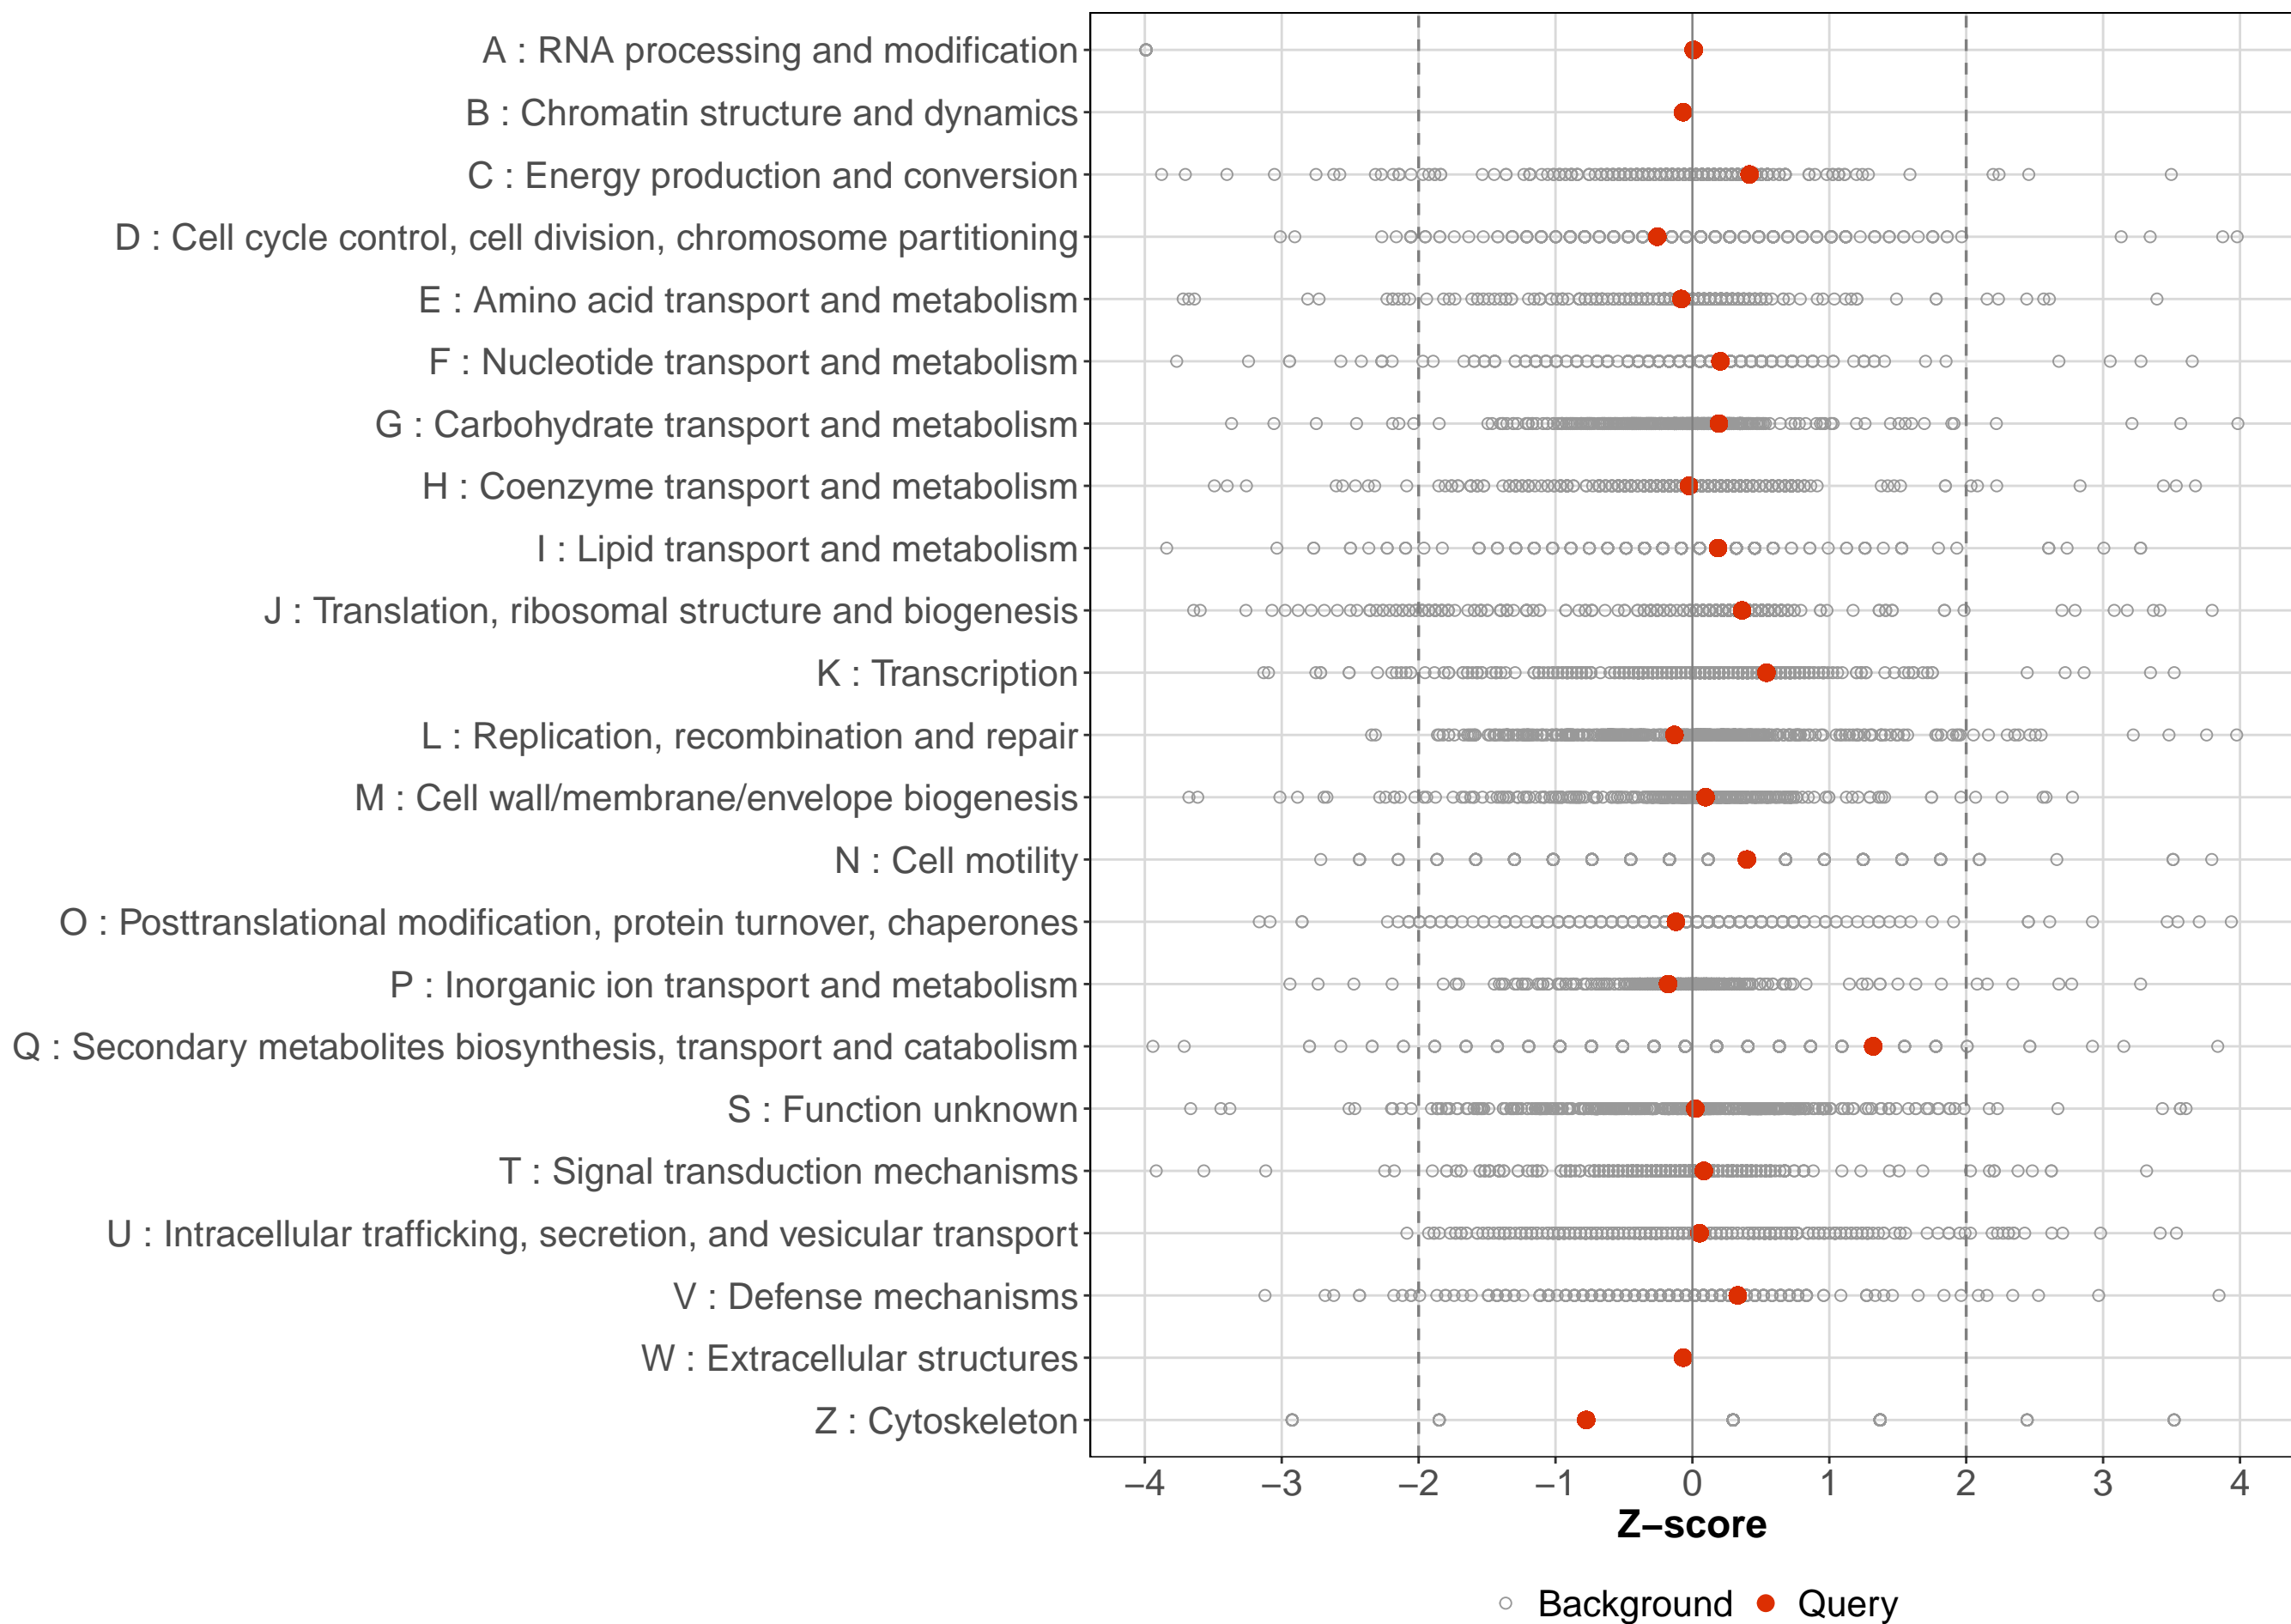 A : RNA processing and modification
B : Chromatin structure and dynamics
C : Energy production and conversion
D : Cell cycle control, cell division, chromosome partitioning
E : Amino acid transport and metabolism
F : Nucleotide transport and metabolism
G : Carbohydrate transport and metabolism
H : Coenzyme transport and metabolism
I : Lipid transport and metabolism
J : Translation, ribosomal structure and biogenesis
K : Transcription
L : Replication, recombination and repair
M : Cell wall/membrane/envelope biogenesis
N : Cell motility
O : Posttranslational modification, protein turnover, chaperones
P : Inorganic ion transport and metabolism
Q : Secondary metabolites biosynthesis, transport and catabolism
S : Function unknown
T : Signal transduction mechanisms
U : Intracellular trafficking, secretion, and vesicular transport
V : Defense mechanisms
W : Extracellular structures
Z : Cytoskeleton
−4 −3 −2 −1 0 1 2 3 4
Z−score
Background Query